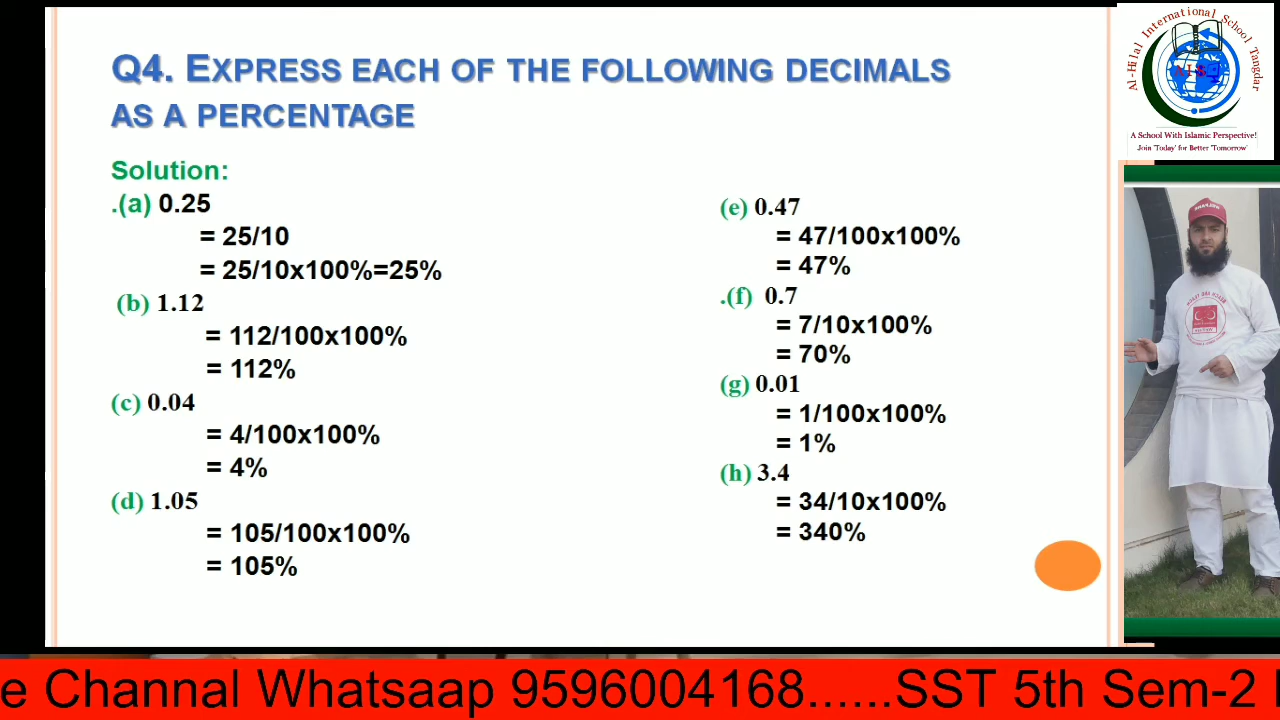 Q4. EXPRESS EACH OF THE FOLLOWING DECIMALS
AS A PERCENTAGE
Solution:
.(a) 0.25
= 25/10
= 25/10x100%=25%
(b) 1.12
= 112/100x100%
= 112%
(c) 0.04
= 4/100x100%
= 4%
(d) 1.05
= 105/100x100%
= 105%
(e) 0.47
= 47/100x100%
= 47%
.(f) 0.7
= 7/10x100%
= 70%
(g) 0.01
= 1/100x100%
= 1%
(h) 3.4
= 34/10x100%
= 340%
Al-Hilal International School Tangdar
A School With Islamic Perspective!
Join 'Today' for Better 'Tomorrow'
e Channal Whatsaap 9596004168......SST 5th Sem-2